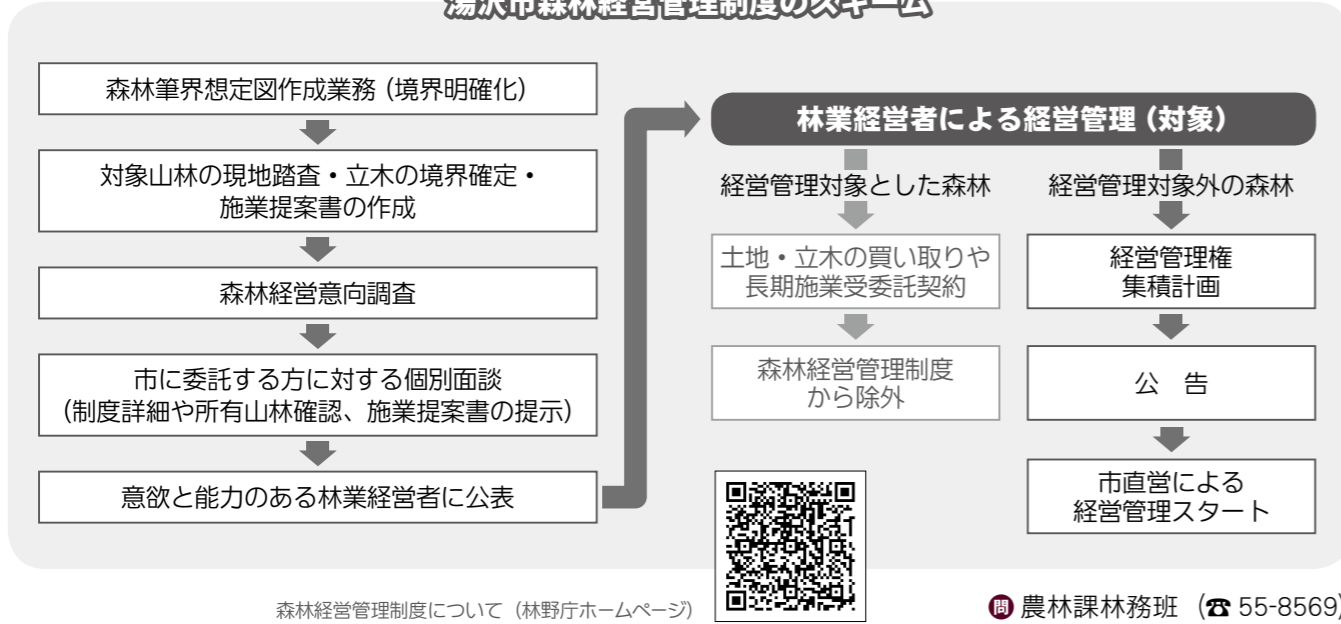 湯沢市森林経営管理制度のスキーム
森林筆界想定図作成業務（境界明確化）
対象山林の現地踏査・立木の境界確定・
施業提案書の作成
森林経営意向調査
市に委託する方に対する個別面談
（制度詳細や所有山林確認、施業提案書の提示）
意欲と能力のある林業経営者に公表
林業経営者による経営管理（対象）
経営管理対象とした森林
土地・立木の買い取りや
長期施業受委託契約
森林経営管理制度
から除外
経営管理対象外の森林
経営管理権
集積計画
公　告
市直営による
経営管理スタート
森林経営管理制度について（林野庁ホームページ）
問 農林課林務班（☎ 55-8569）